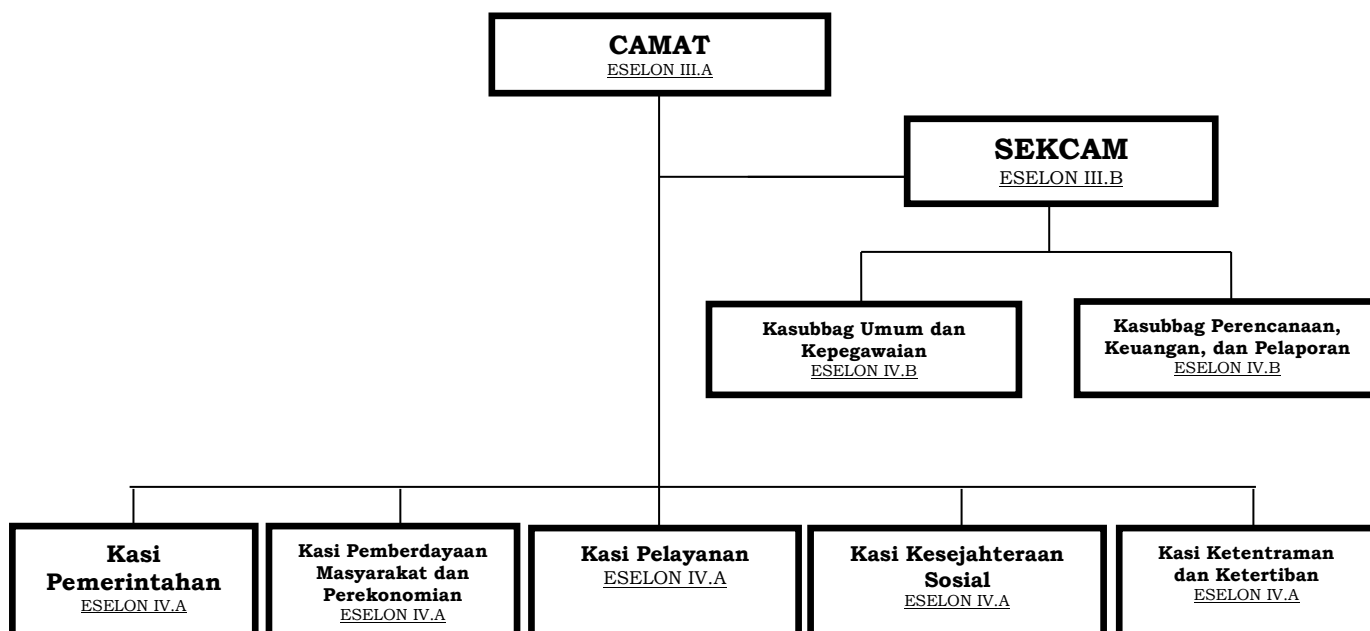 CAMAT
ESELON III.A
SEKCAM
ESELON III.B
Kasubbag Umum dan
Kepegawaian
ESELON IV.B
Kasubbag Perencanaan,
Keuangan, dan Pelaporan
ESELON IV.B
Kasi
Pemerintahan
ESELON IV.A
Kasi Pemberdayaan
Masyarakat dan
Perekonomian
ESELON IV.A
Kasi Pelayanan
ESELON IV.A
Kasi Kesejahteraan
Sosial
ESELON IV.A
Kasi Ketentraman
dan Ketertiban
ESELON IV.A